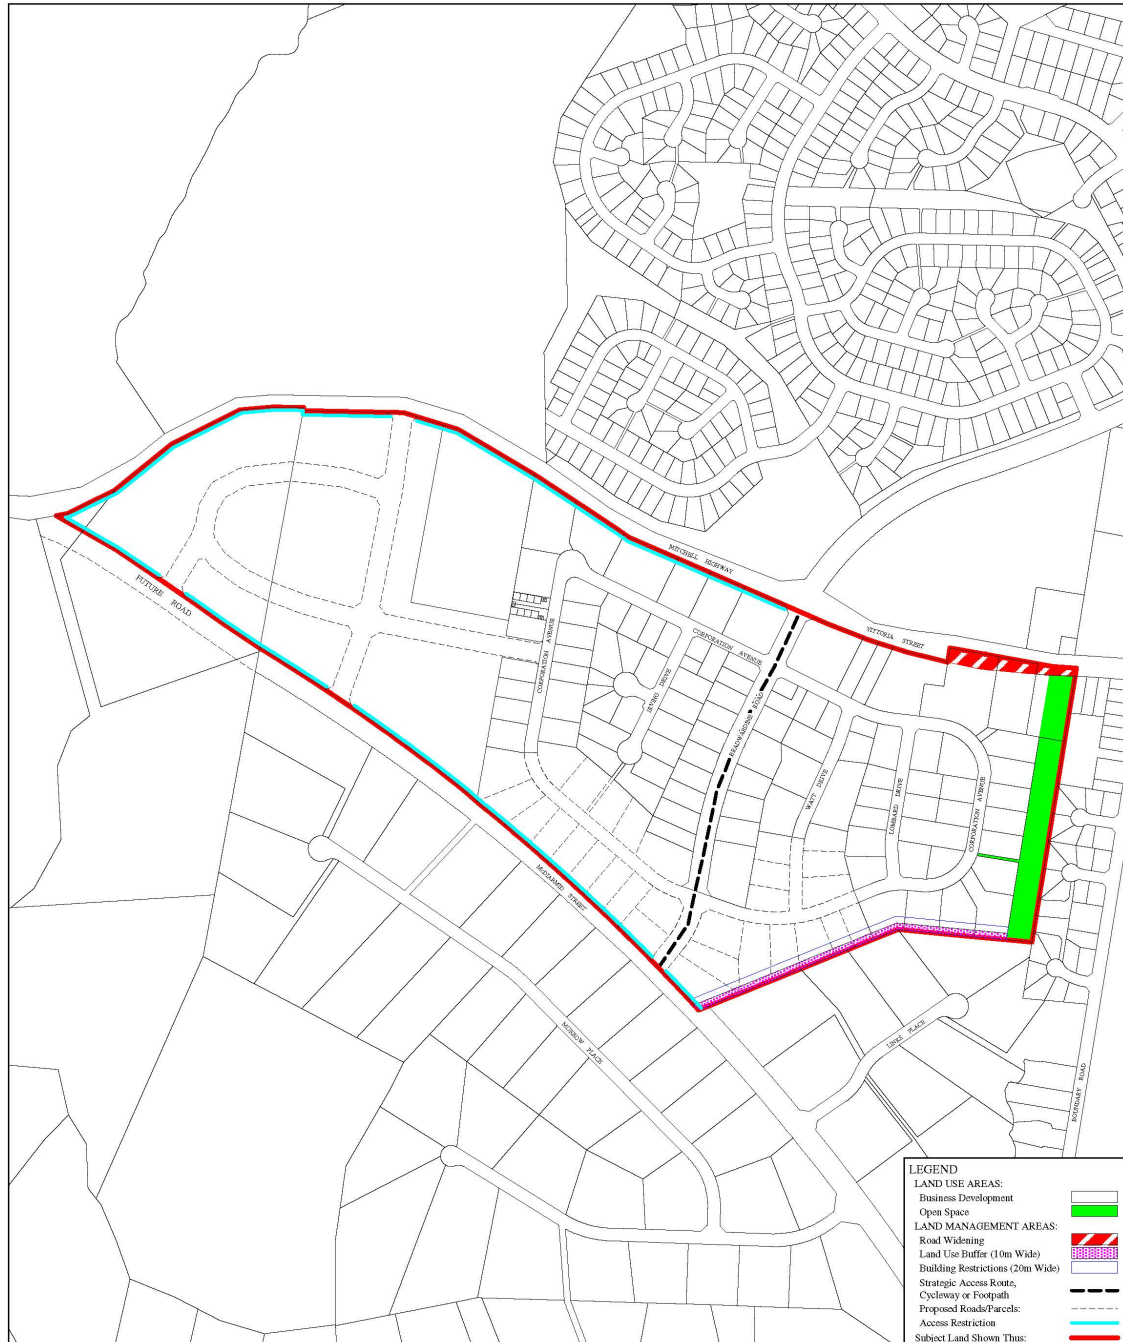 MITCHELL HIGHWAY
VITTORIA STREET
FUTURE ROAD
CORPORATION AVENUE
CORPORATION AVENUE
IRVING DRIVE
BRADWARDINE ROAD
WATT DRIVE
LOMBARD DRIVE
CORPORATION AVENUE
McDIARMID STREET
MURROW PLACE
LINKS PLACE
BOUNDARY ROAD
LEGEND
LAND USE AREAS:
Business Development
Open Space
LAND MANAGEMENT AREAS:
Road Widening
Land Use Buffer (10m Wide)
Building Restrictions (20m Wide)
Strategic Access Route,
Cycleway or Footpath
Proposed Roads/Parcels:
Access Restriction
Subject Land Shown Thus: